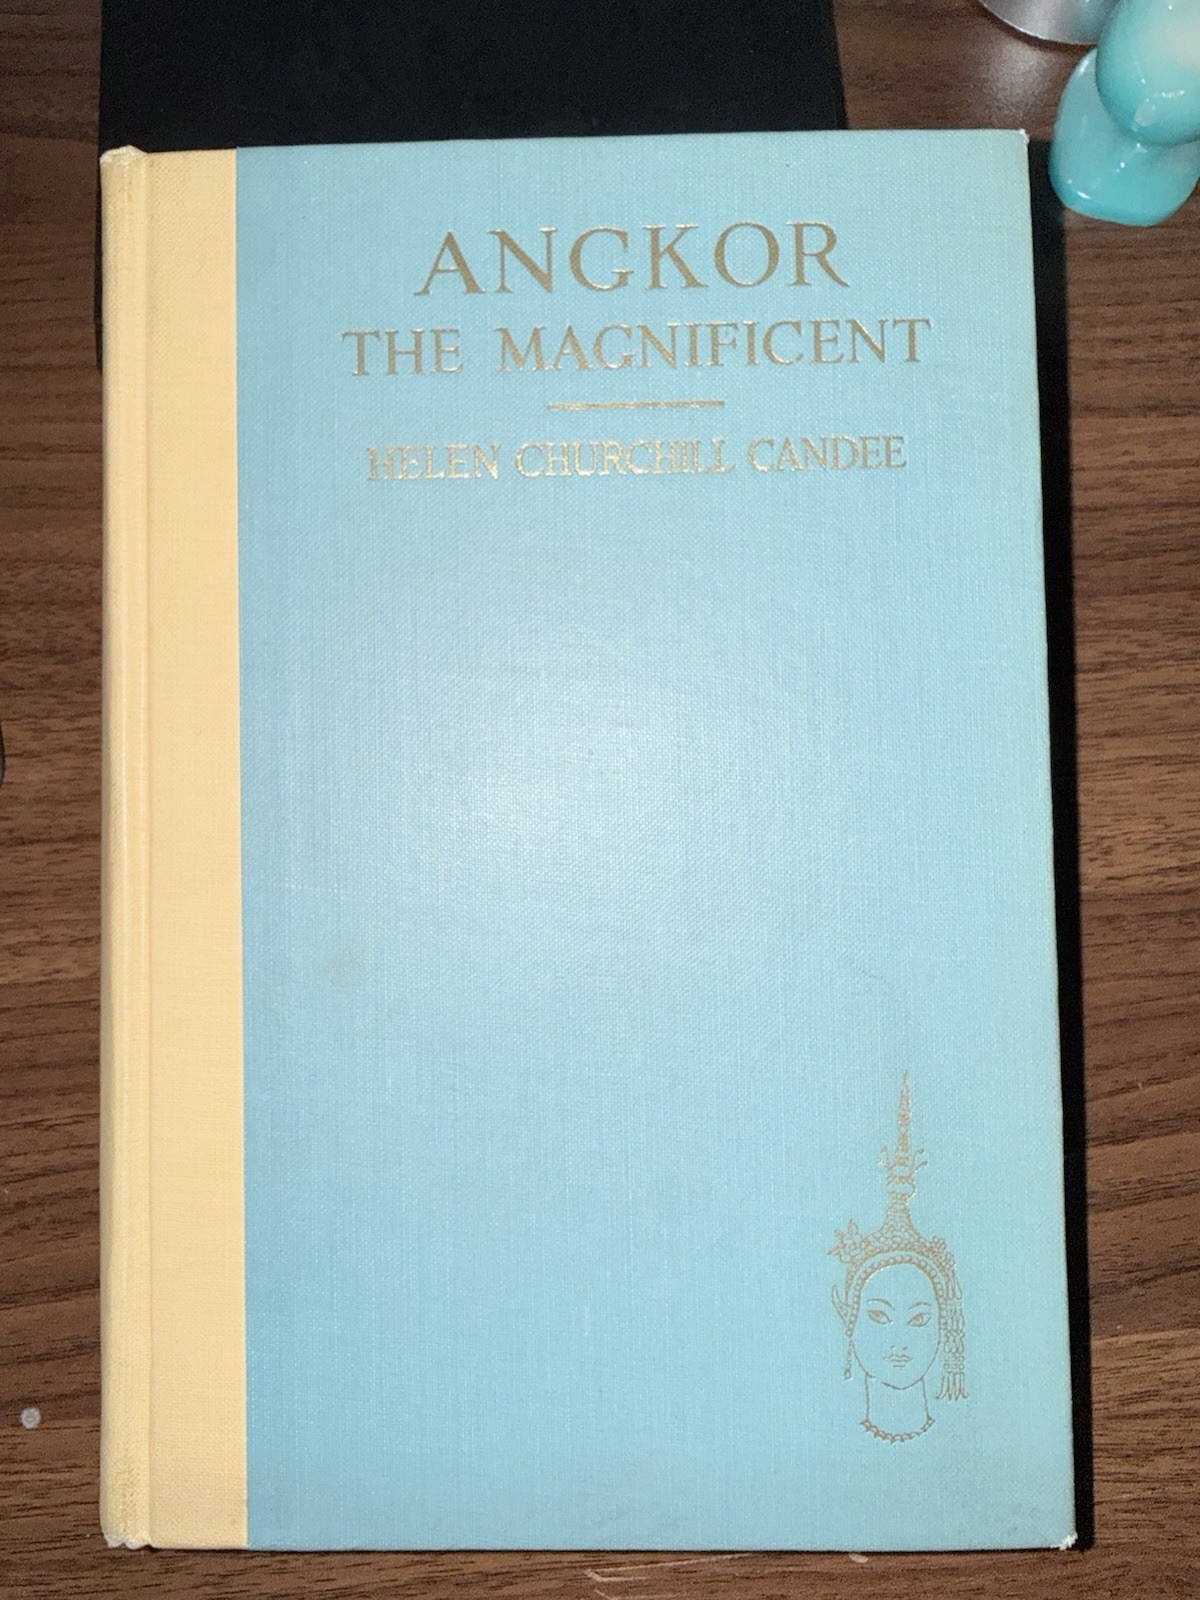 ANGKOR
THE MAGNIFICENT
HELEN CHURCHILL CANDEE